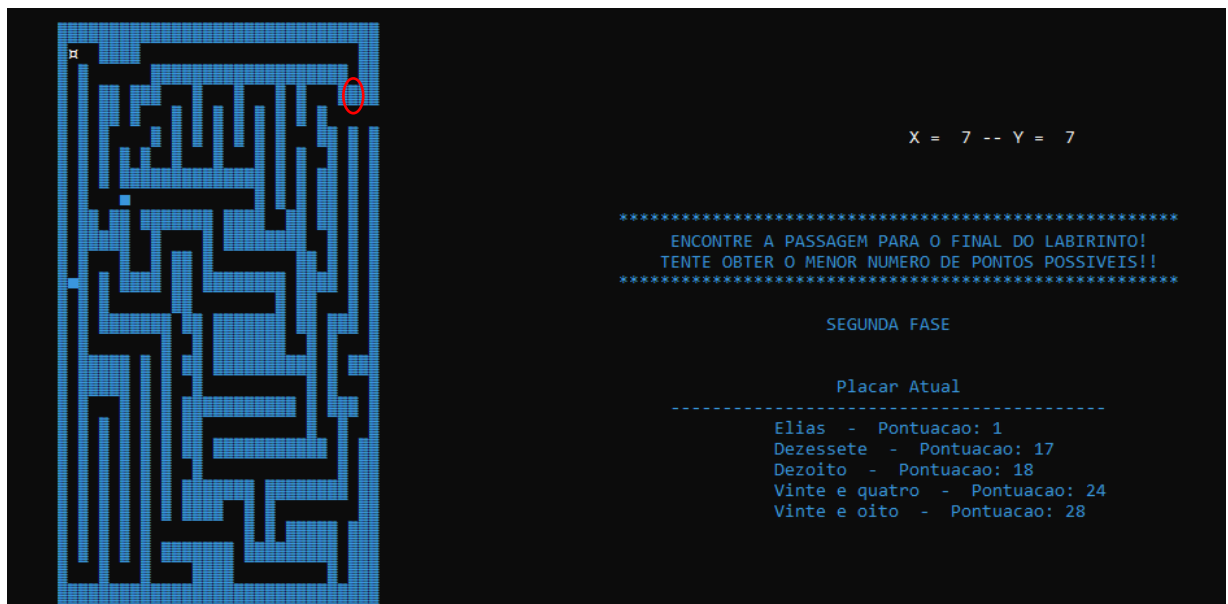 ¤
X =  7 -- Y =  7
******************************************************
ENCONTRE A PASSAGEM PARA O FINAL DO LABIRINTO!
TENTE OBTER O MENOR NUMERO DE PONTOS POSSIVEIS!!
******************************************************
SEGUNDA FASE
Placar Atual
-----------------------------------------
Elias  -  Pontuacao: 1
Dezessete  -  Pontuacao: 17
Dezoito  -  Pontuacao: 18
Vinte e quatro  -  Pontuacao: 24
Vinte e oito  -  Pontuacao: 28